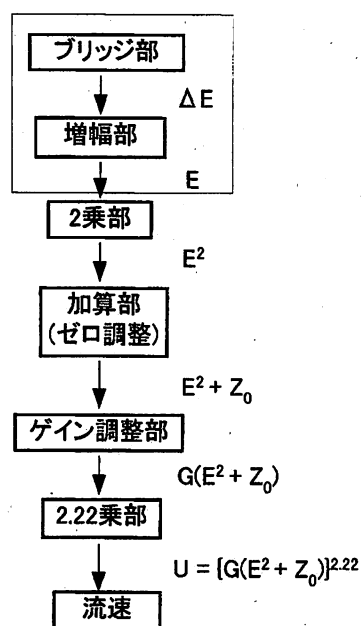 ブリッジ部
ΔE
増幅部
E
2乗部
E²
加算部
(ゼロ調整)
E² + Z₀
ゲイン調整部
G(E² + Z₀)
2.22乗部
U = {G(E² + Z₀)}²·²²
流速